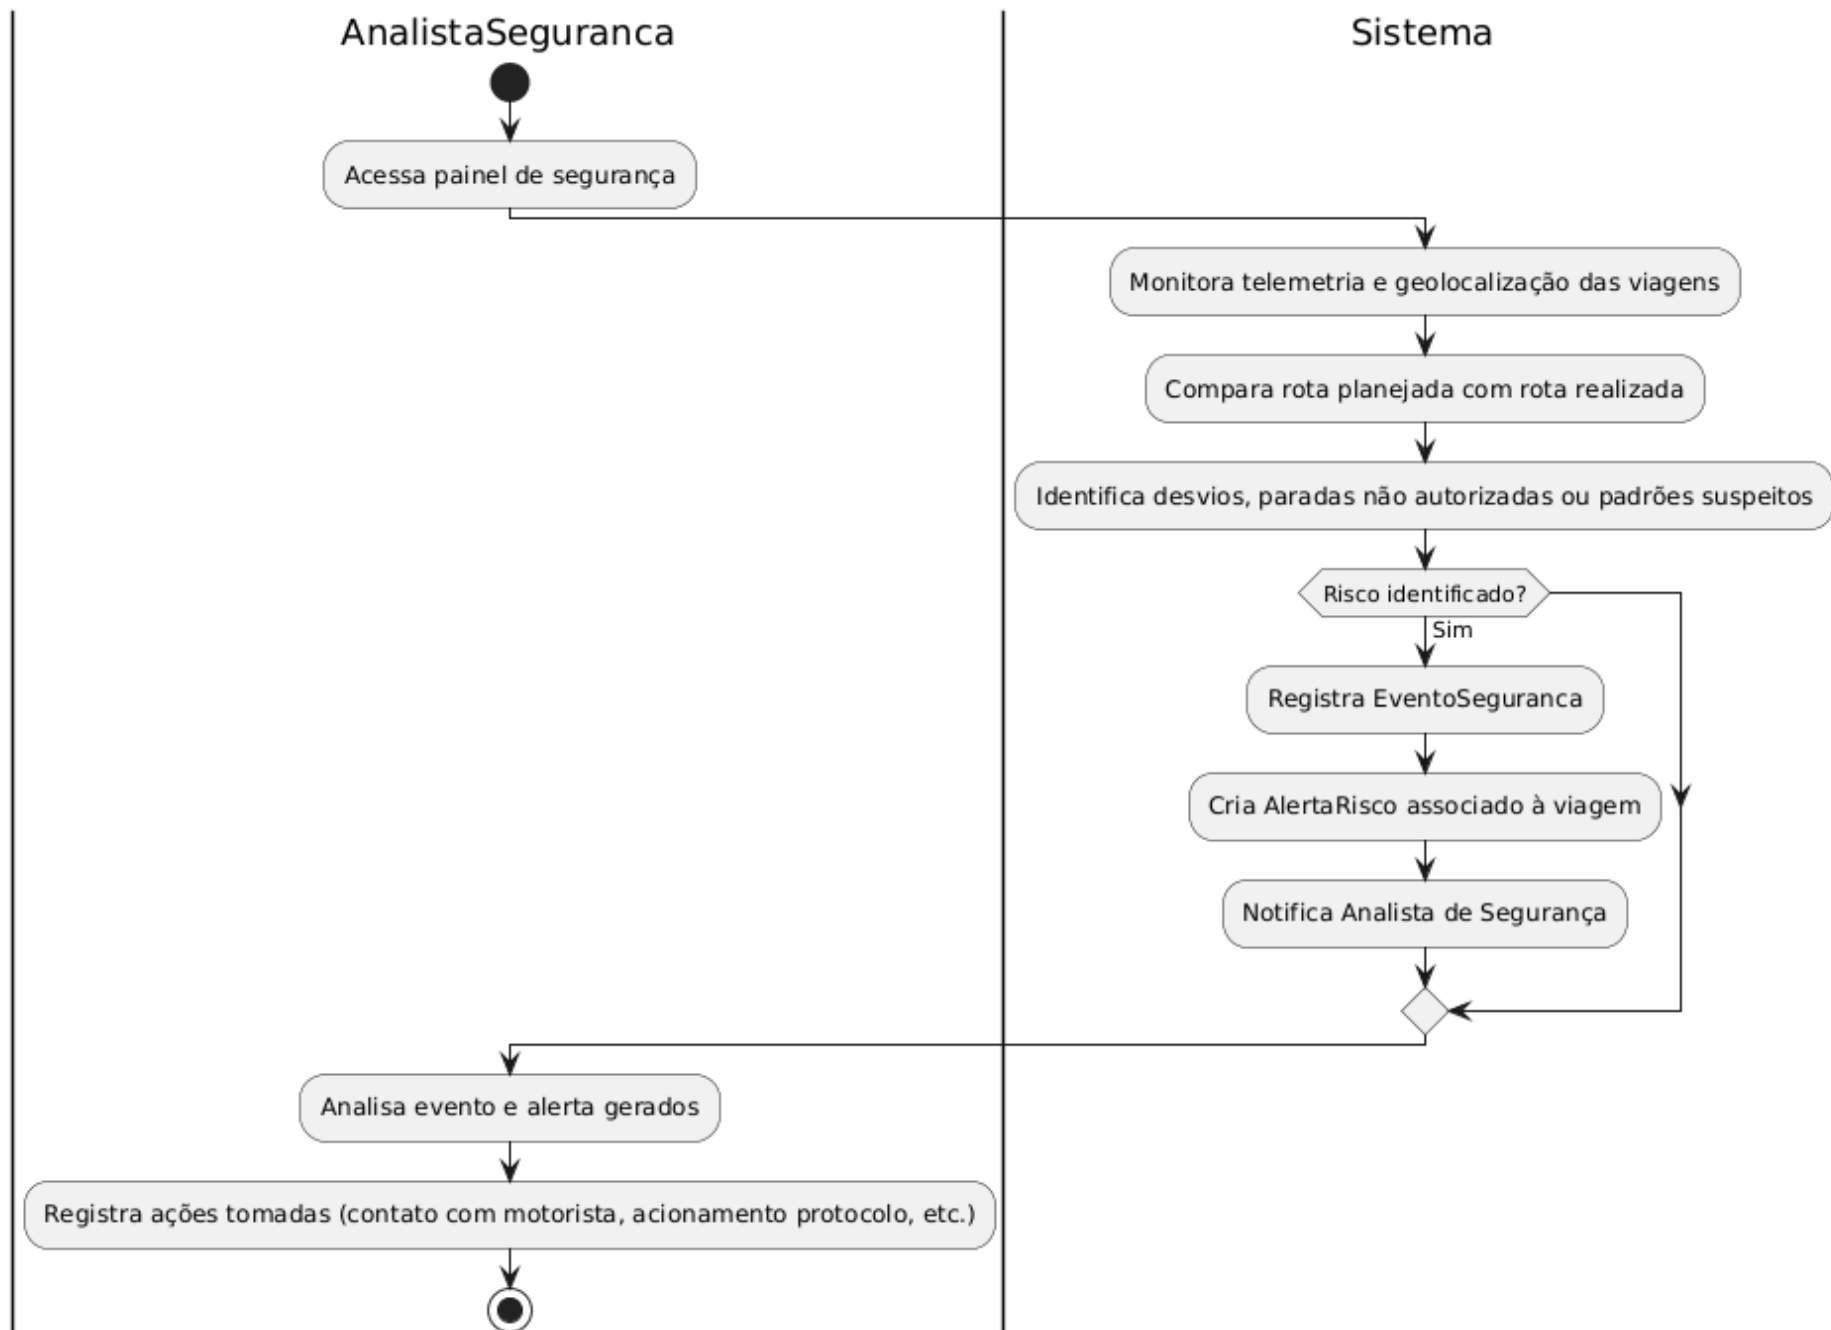 AnalistaSeguranca
Sistema
Acessa painel de segurança
Monitora telemetria e geolocalização das viagens
Compara rota planejada com rota realizada
Identifica desvios, paradas não autorizadas ou padrões suspeitos
Risco identificado?
Sim
Registra EventoSeguranca
Cria AlertaRisco associado à viagem
Notifica Analista de Segurança
Analisa evento e alerta gerados
Registra ações tomadas (contato com motorista, acionamento protocolo, etc.)